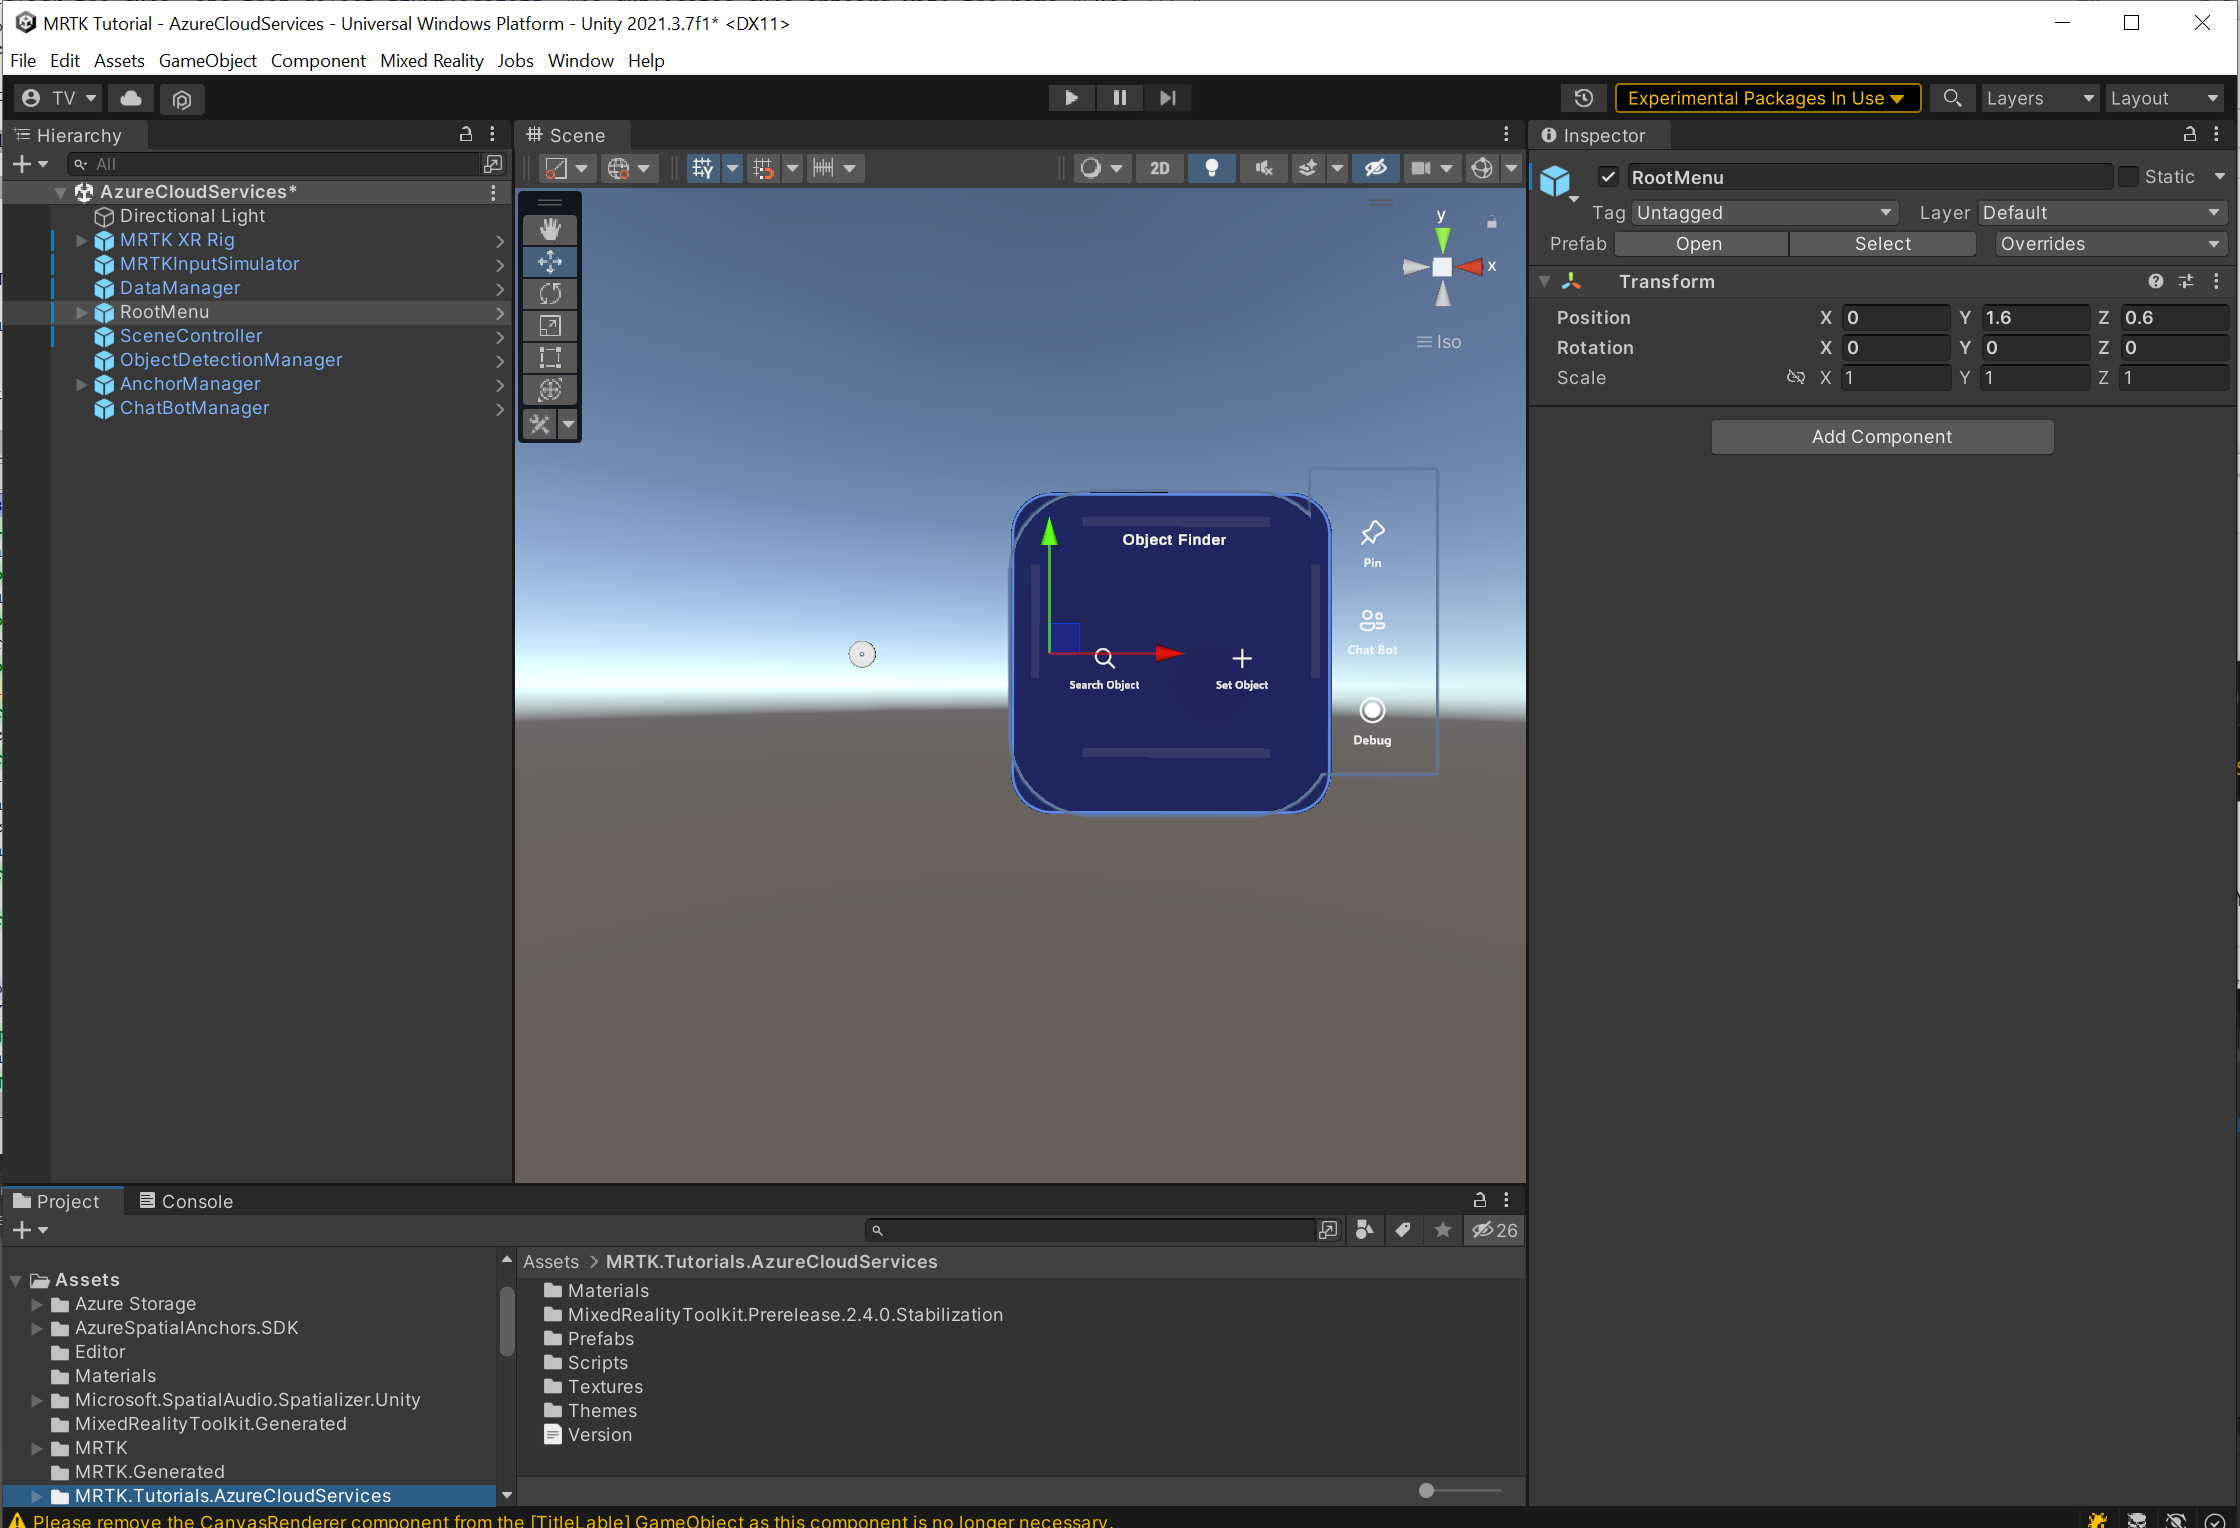 MRTK Tutorial - AzureCloudServices - Universal Windows Platform - Unity 2021.3.7f1* <DX11>
File Edit Assets GameObject Component Mixed Reality Jobs Window Help
TV
Experimental Packages In Use
Layers
Layout
Hierarchy
All
AzureCloudServices*
Directional Light
MRTK XR Rig
MRTKInputSimulator
DataManager
RootMenu
SceneController
ObjectDetectionManager
AnchorManager
ChatBotManager
Scene
2D
y
x
Iso
Object Finder
Search Object
Set Object
Pin
Chat Bot
Debug
Inspector
RootMenu
Static
Tag Untagged Layer Default
Prefab Open Select Overrides
Transform
Position X 0 Y 1.6 Z 0.6
Rotation X 0 Y 0 Z 0
Scale X 1 Y 1 Z 1
Add Component
Project Console
26
Assets
Azure Storage
AzureSpatialAnchors.SDK
Editor
Materials
Microsoft.SpatialAudio.Spatializer.Unity
MixedRealityToolkit.Generated
MRTK
MRTK.Generated
MRTK.Tutorials.AzureCloudServices
Assets > MRTK.Tutorials.AzureCloudServices
Materials
MixedRealityToolkit.Prerelease.2.4.0.Stabilization
Prefabs
Scripts
Textures
Themes
Version
Please remove the CanvasRenderer component from the [TitleLable] GameObject as this component is no longer necessary.